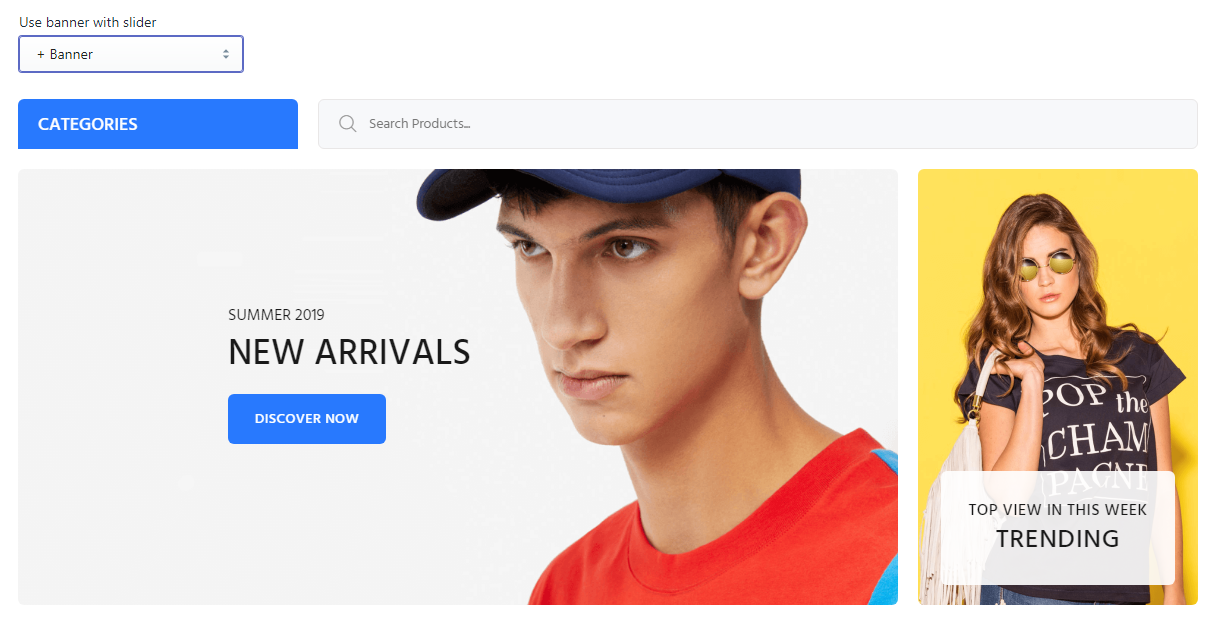 Use banner with slider
+ Banner
CATEGORIES
Search Products...
SUMMER 2019
NEW ARRIVALS
DISCOVER NOW
POP the
CHAM
PAGNE
TOP VIEW IN THIS WEEK
TRENDING